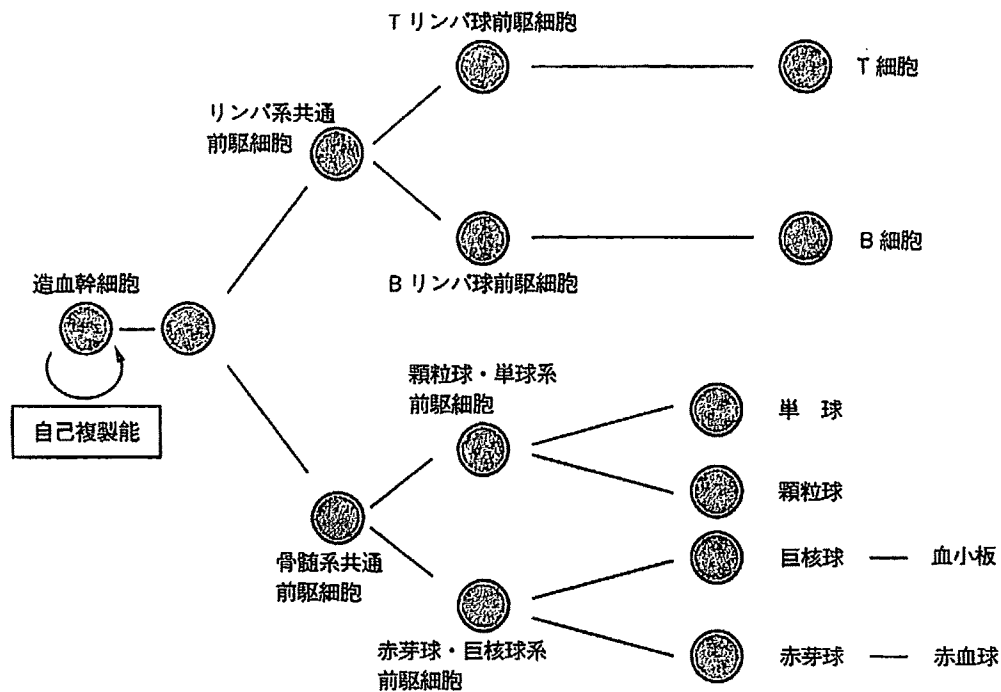 T リンパ球前駆細胞
T 細胞
リンパ系共通
前駆細胞
B 細胞
B リンパ球前駆細胞
造血幹細胞
自己複製能
顆粒球・単球系
前駆細胞
単 球
顆粒球
骨髄系共通
前駆細胞
巨核球 — 血小板
赤芽球・巨核球系
前駆細胞
赤芽球 — 赤血球